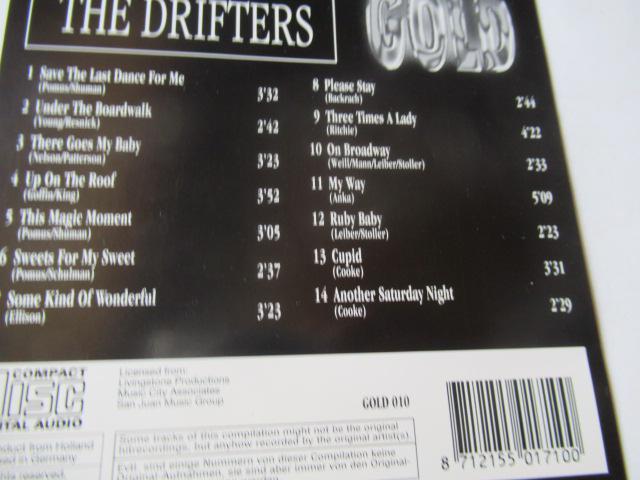 THE DRIFTERS
GOLD
1 Save The Last Dance For Me
(Pomus/Shuman)
3'32
2 Under The Boardwalk
(Young/Resnick)
2'42
3 There Goes My Baby
(Nelson/Patterson)
3'23
4 Up On The Roof
(Goffin/King)
3'52
5 This Magic Moment
(Pomus/Shuman)
3'05
6 Sweets For My Sweet
(Pomus/Schulman)
2'37
Some Kind Of Wonderful
(Ellison)
3'23
8 Please Stay
(Backrach)
2'44
9 Three Times A Lady
(Ritchie)
4'22
10 On Broadway
(Weill/Mann/Leiber/Stoller)
2'33
11 My Way
(Anka)
5'09
12 Ruby Baby
(Leiber/Stoller)
2'23
13 Cupid
(Cooke)
3'31
14 Another Saturday Night
(Cooke)
2'29
COMPACT
disc
DIGITAL AUDIO
Licensed from:
Livingstone Productions
Music City Associates
San Juan Music Group
GOLD 010
Product from Holland
in Germany
rights reserved.
Some tracks of this compilation might not be the original
hitrecordings, but anyhow recorded by the original artist(s)
Evtl. sind einige Nummern von dieser Compilation keine
Original-Aufnahmen, sie sind aber immer von den Original-
8 712155 017100